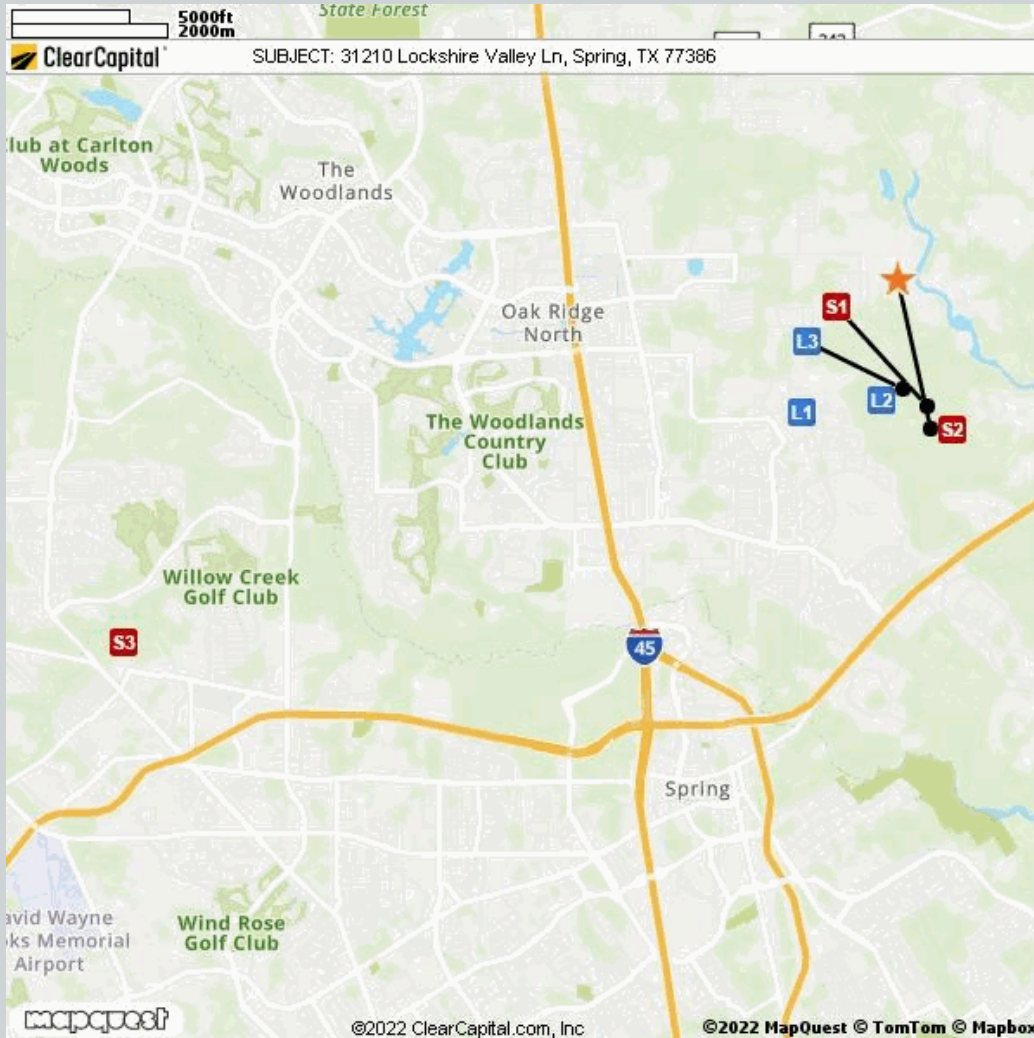 State Forest
5000ft
2000m
242
ClearCapital
SUBJECT: 31210 Lockshire Valley Ln, Spring, TX 77386
lub at Carlton
Woods
The
Woodlands
S1
Oak Ridge
North
L3
L2
L1
The Woodlands
Country
Club
S2
Willow Creek
Golf Club
S3
45
Spring
avid Wayne
ks Memorial
Airport
Wind Rose
Golf Club
mapquest
©2022 ClearCapital.com, Inc
©2022 MapQuest © TomTom © Mapbox